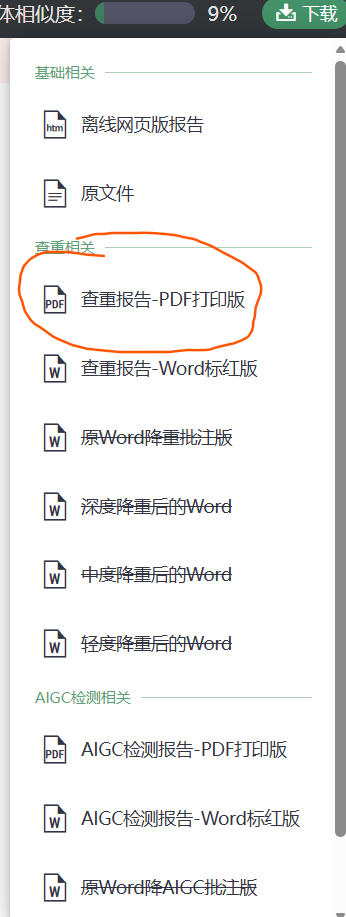 体相似度： 9% 下载
基础相关
htm 离线网页版报告
原文件
查重相关
PDF 查重报告-PDF打印版
W 查重报告-Word标红版
W 原Word降重批注版
W 深度降重后的Word
W 中度降重后的Word
W 轻度降重后的Word
AIGC检测相关
PDF AIGC检测报告-PDF打印版
W AIGC检测报告-Word标红版
W 原Word降AIGC批注版